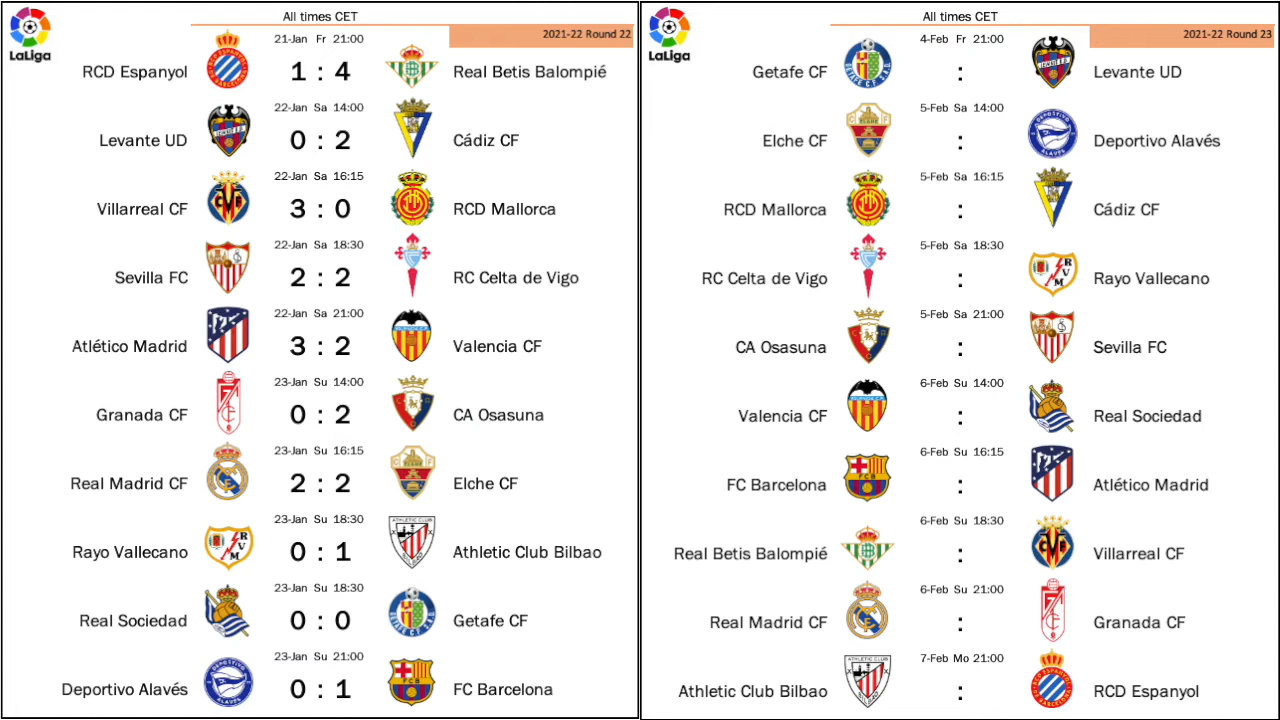 All times CET
LaLiga
2021-22 Round 22
21-Jan Fr 21:00
RCD Espanyol 1 : 4 Real Betis Balompié
22-Jan Sa 14:00
Levante UD 0 : 2 Cádiz CF
22-Jan Sa 16:15
Villarreal CF 3 : 0 RCD Mallorca
22-Jan Sa 18:30
Sevilla FC 2 : 2 RC Celta de Vigo
22-Jan Sa 21:00
Atlético Madrid 3 : 2 Valencia CF
23-Jan Su 14:00
Granada CF 0 : 2 CA Osasuna
23-Jan Su 16:15
Real Madrid CF 2 : 2 Elche CF
23-Jan Su 18:30
Rayo Vallecano 0 : 1 Athletic Club Bilbao
23-Jan Su 18:30
Real Sociedad 0 : 0 Getafe CF
23-Jan Su 21:00
Deportivo Alavés 0 : 1 FC Barcelona
All times CET
LaLiga
2021-22 Round 23
4-Feb Fr 21:00
Getafe CF : Levante UD
5-Feb Sa 14:00
Elche CF : Deportivo Alavés
5-Feb Sa 16:15
RCD Mallorca : Cádiz CF
5-Feb Sa 18:30
RC Celta de Vigo : Rayo Vallecano
5-Feb Sa 21:00
CA Osasuna : Sevilla FC
6-Feb Su 14:00
Valencia CF : Real Sociedad
6-Feb Su 16:15
FC Barcelona : Atlético Madrid
6-Feb Su 18:30
Real Betis Balompié : Villarreal CF
6-Feb Su 21:00
Real Madrid CF : Granada CF
7-Feb Mo 21:00
Athletic Club Bilbao : RCD Espanyol